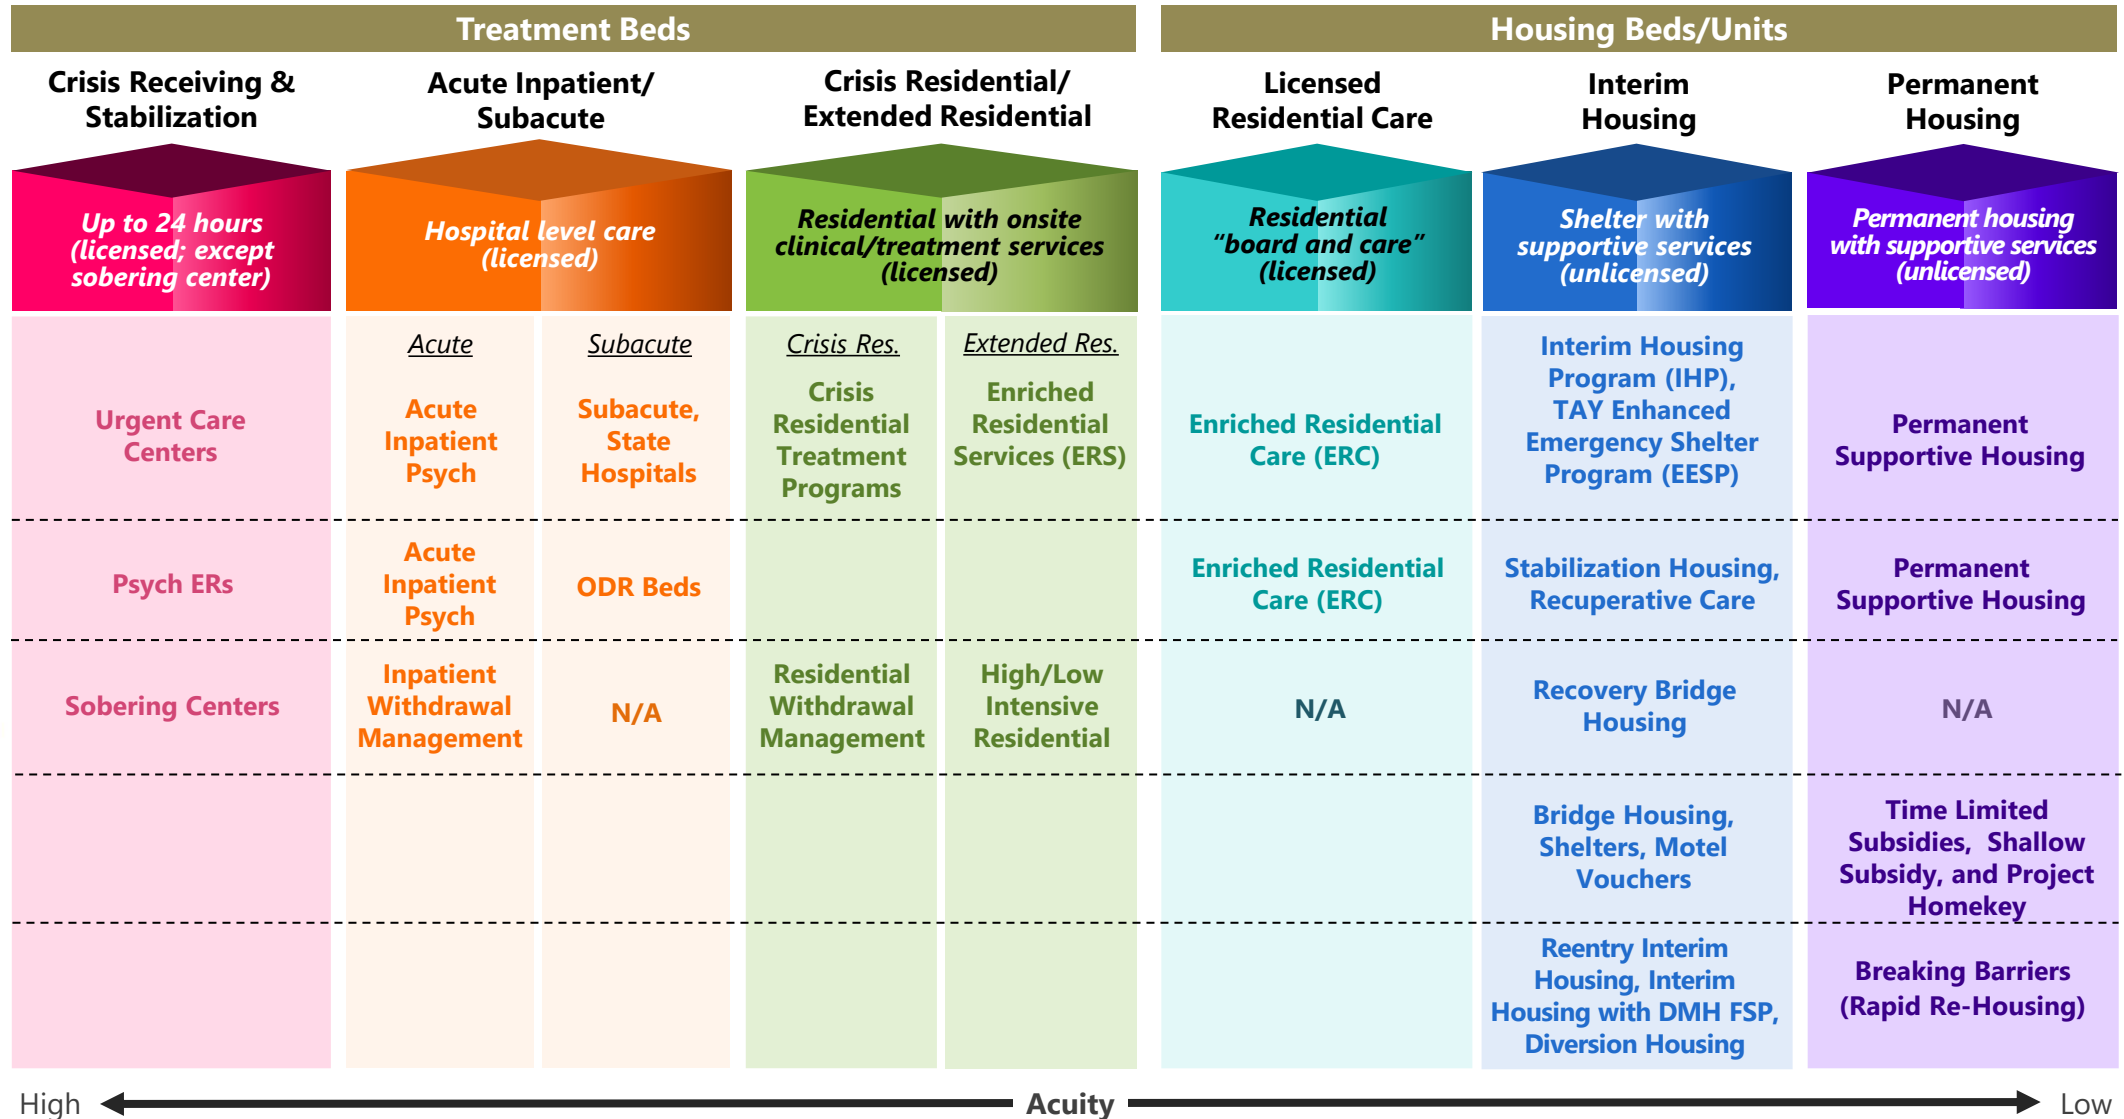 Treatment Beds
Housing Beds/Units
Crisis Receiving &
Stabilization
Acute Inpatient/
Subacute
Crisis Residential/
Extended Residential
Licensed
Residential Care
Interim
Housing
Permanent
Housing
Up to 24 hours
(licensed; except
sobering center)
Hospital level care
(licensed)
Residential with onsite
clinical/treatment services
(licensed)
Residential
“board and care”
(licensed)
Shelter with
supportive services
(unlicensed)
Permanent housing
with supportive services
(unlicensed)
Acute
Subacute
Crisis Res.
Extended Res.
Urgent Care
Centers
Acute
Inpatient
Psych
Subacute,
State
Hospitals
Crisis
Residential
Treatment
Programs
Enriched
Residential
Services (ERS)
Enriched Residential
Care (ERC)
Interim Housing
Program (IHP),
TAY Enhanced
Emergency Shelter
Program (EESP)
Permanent
Supportive Housing
Psych ERs
Acute
Inpatient
Psych
ODR Beds
Enriched Residential
Care (ERC)
Stabilization Housing,
Recuperative Care
Permanent
Supportive Housing
Sobering Centers
Inpatient
Withdrawal
Management
N/A
Residential
Withdrawal
Management
High/Low
Intensive
Residential
N/A
Recovery Bridge
Housing
N/A
Bridge Housing,
Shelters, Motel
Vouchers
Time Limited
Subsidies, Shallow
Subsidy, and Project
Homekey
Reentry Interim
Housing, Interim
Housing with DMH FSP,
Diversion Housing
Breaking Barriers
(Rapid Re-Housing)
High
Acuity
Low